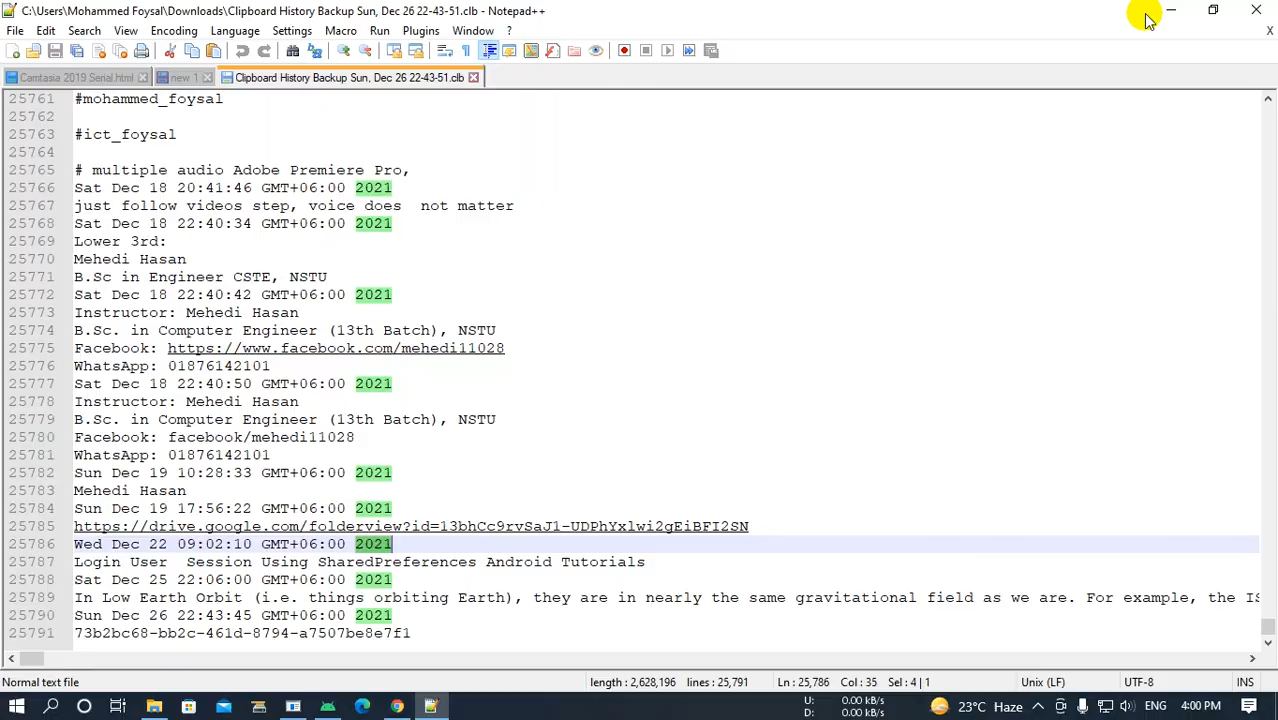 C:\Users\Mohammed Foysal\Downloads\Clipboard History Backup Sun, Dec 26 22-43-51.clb - Notepad++
File Edit Search View Encoding Language Settings Macro Run Plugins Window ? X
Camtasia 2019 Serial.html new 1 Clipboard History Backup Sun, Dec 26 22-43-51.clb
25761 #mohammed_foysal
25762
25763 #ict_foysal
25764
25765 # multiple audio Adobe Premiere Pro,
25766 Sat Dec 18 20:41:46 GMT+06:00 2021
25767 just follow videos step, voice does  not matter
25768 Sat Dec 18 22:40:34 GMT+06:00 2021
25769 Lower 3rd:
25770 Mehedi Hasan
25771 B.Sc in Engineer CSTE, NSTU
25772 Sat Dec 18 22:40:42 GMT+06:00 2021
25773 Instructor: Mehedi Hasan
25774 B.Sc. in Computer Engineer (13th Batch), NSTU
25775 Facebook: https://www.facebook.com/mehedi11028
25776 WhatsApp: 01876142101
25777 Sat Dec 18 22:40:50 GMT+06:00 2021
25778 Instructor: Mehedi Hasan
25779 B.Sc. in Computer Engineer (13th Batch), NSTU
25780 Facebook: facebook/mehedi11028
25781 WhatsApp: 01876142101
25782 Sun Dec 19 10:28:33 GMT+06:00 2021
25783 Mehedi Hasan
25784 Sun Dec 19 17:56:22 GMT+06:00 2021
25785 https://drive.google.com/folderview?id=13bhCc9rvSaJ1-UDPhYxlwi2gEiBFI2SN
25786 Wed Dec 22 09:02:10 GMT+06:00 2021
25787 Login User  Session Using SharedPreferences Android Tutorials
25788 Sat Dec 25 22:06:00 GMT+06:00 2021
25789 In Low Earth Orbit (i.e. things orbiting Earth), they are in nearly the same gravitational field as we are. For example, the IS
25790 Sun Dec 26 22:43:45 GMT+06:00 2021
25791 73b2bc68-bb2c-461d-8794-a7507be8e7f1
Normal text file length : 2,628,196 lines : 25,791 Ln : 25,786 Col : 35 Sel : 4 | 1 Unix (LF) UTF-8 INS
U: 0.00 kB/s
D: 0.00 kB/s
23°C Haze 4:00 PM